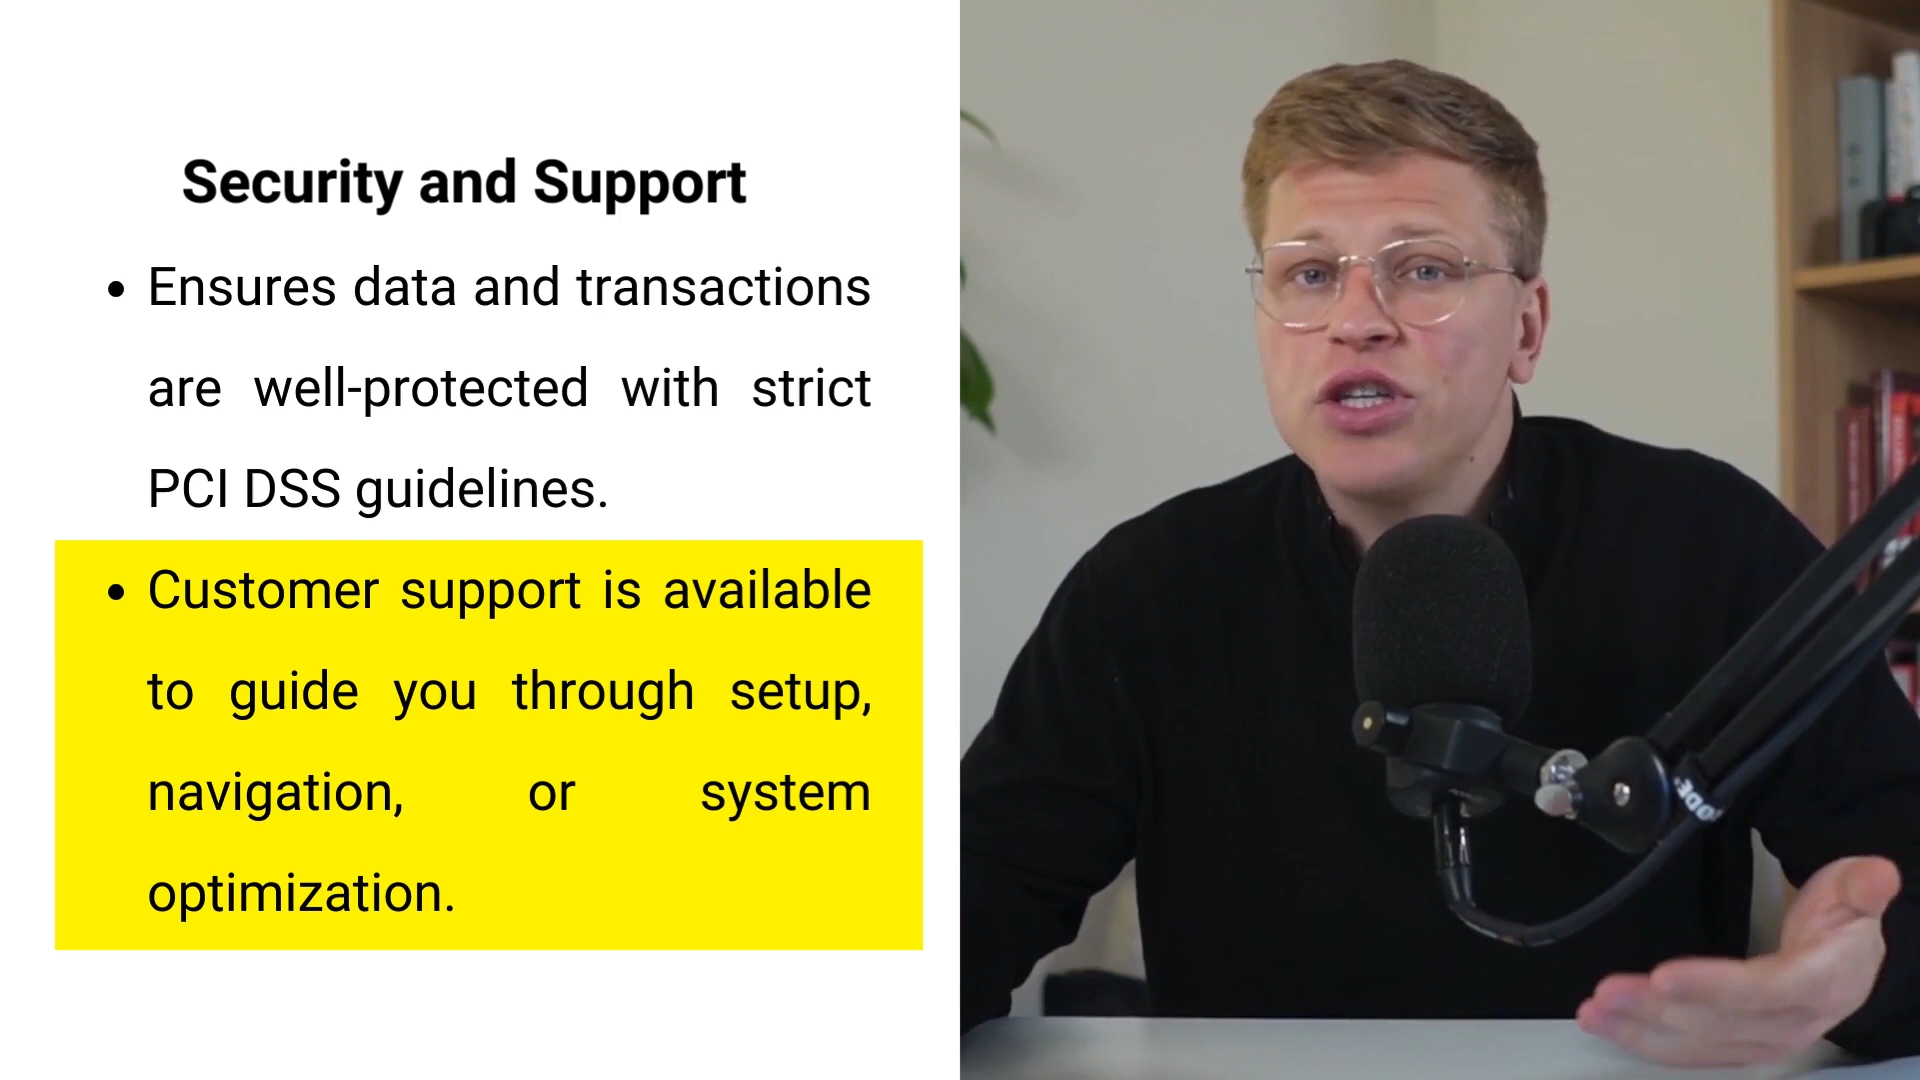 Security and Support
• Ensures data and transactions
are well-protected with strict
PCI DSS guidelines.
• Customer support is available
to guide you through setup,
navigation, or system
optimization.